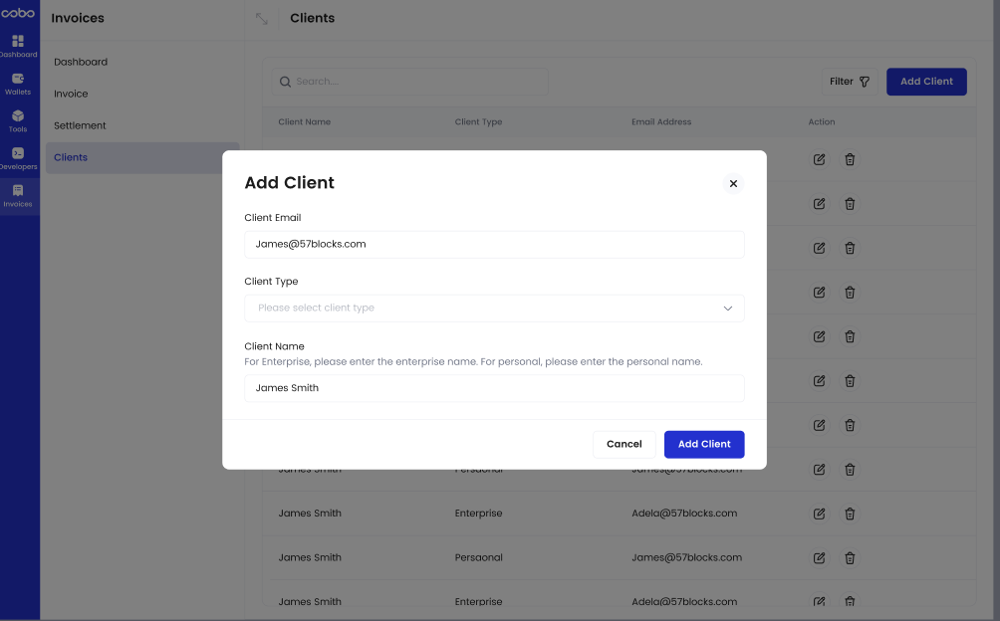 cobo
Dashboard
Wallets
Tools
Developers
Invoices
Invoices
Dashboard
Invoice
Settlement
Clients
Clients
Search...
Filter
Add Client
Client Name Client Type Email Address Action
Add Client
Client Email
James@57blocks.com
Client Type
Please select client type
Client Name
For Enterprise, please enter the enterprise name. For personal, please enter the personal name.
James Smith
Cancel Add Client
James Smith Persaonal James@57blocks.com
James Smith Enterprise Adela@57blocks.com
James Smith Persaonal James@57blocks.com
James Smith Enterprise Adela@57blocks.com